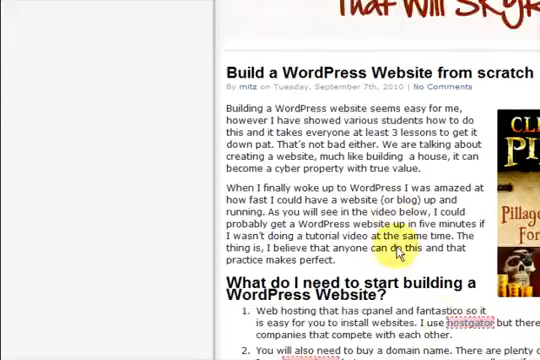 That Will Skyr
Build a WordPress Website from scratch
By mitz on Tuesday, September 7th, 2010 | No Comments
Building a WordPress website seems easy for me,
however I have showed various students how to do
this and it takes everyone at least 3 lessons to get it
down pat. That's not bad either. We are talking about
creating a website, much like building a house, it can
become a cyber property with true value.
When I finally woke up to WordPress I was amazed at
how fast I could have a website (or blog) up and
running. As you will see in the video below, I could
probably get a WordPress website up in five minutes if
I wasn't doing a tutorial video at the same time. The
thing is, I believe that anyone can do this and that
practice makes perfect.
What do I need to start building a
WordPress Website?
1. Web hosting that has cpanel and fantastico so it
is easy for you to install websites. I use hostgator but there
companies that compete with each other.
2. You will also need to buy a domain name. There are plenty o
CL
Pillag
Fo